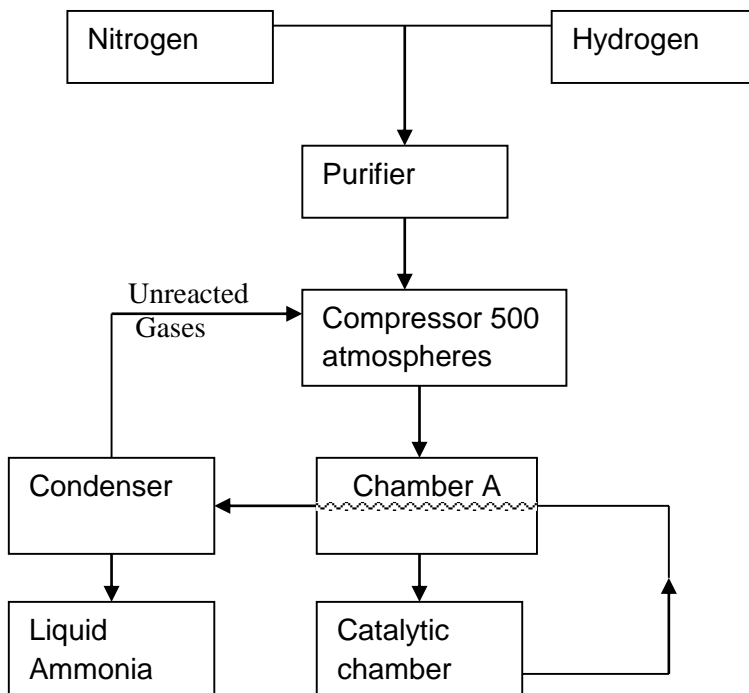 Nitrogen
Hydrogen
Purifier
Unreacted
Gases
Compressor 500
atmospheres
Condenser
Chamber A
Liquid
Ammonia
Catalytic
chamber